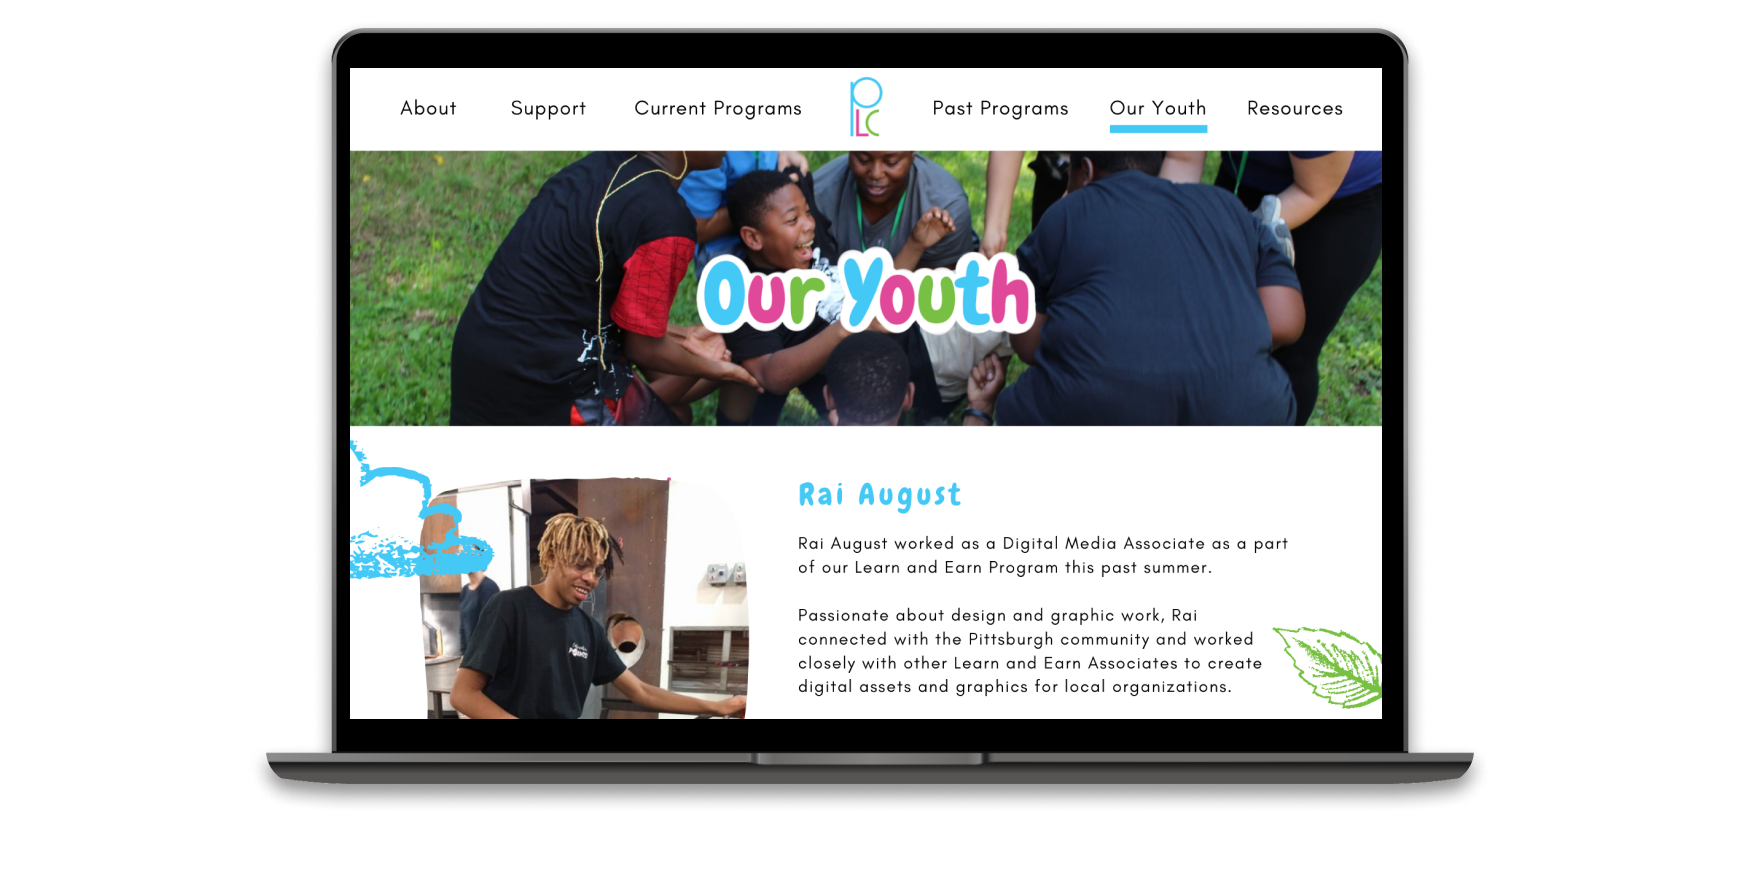 About
Support
Current Programs
PLC
Past Programs
Our Youth
Resources
Our Youth
Rai August
Rai August worked as a Digital Media Associate as a part
of our Learn and Earn Program this past summer.
Passionate about design and graphic work, Rai
connected with the Pittsburgh community and worked
closely with other Learn and Earn Associates to create
digital assets and graphics for local organizations.